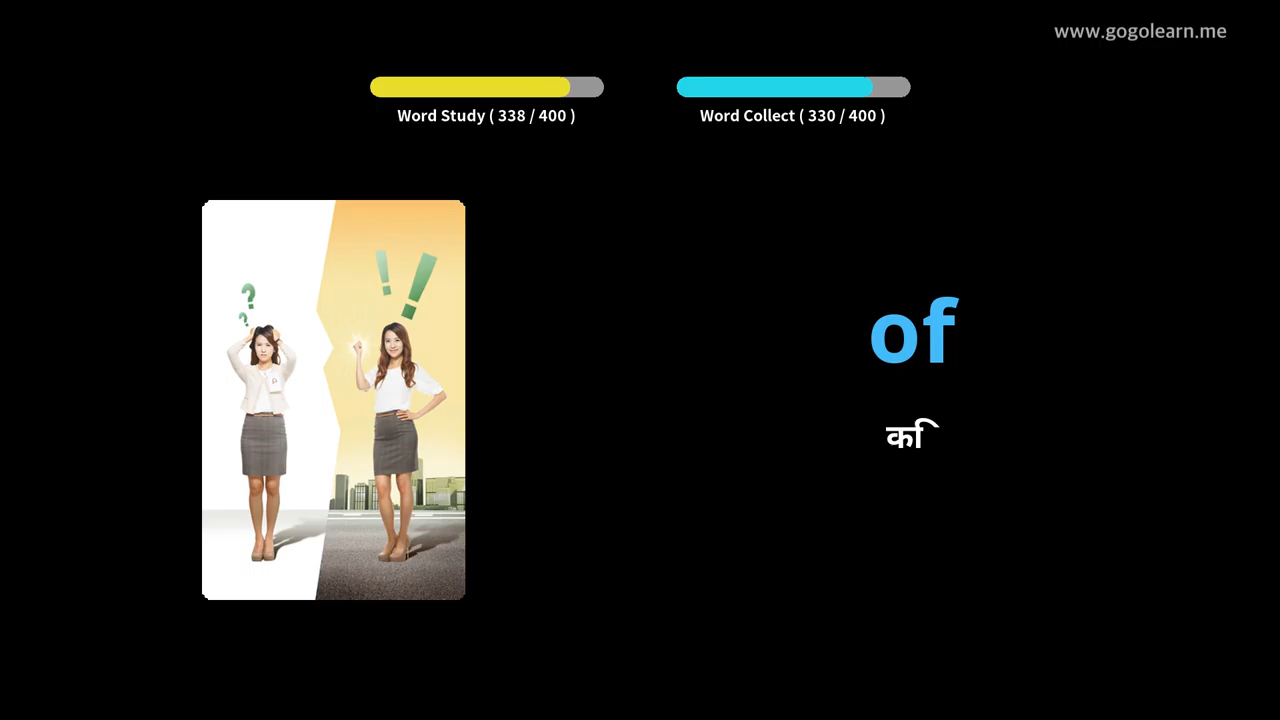 www.gogolearn.me
Word Study ( 338 / 400 )
Word Collect ( 330 / 400 )
? ?
! !
of
कि